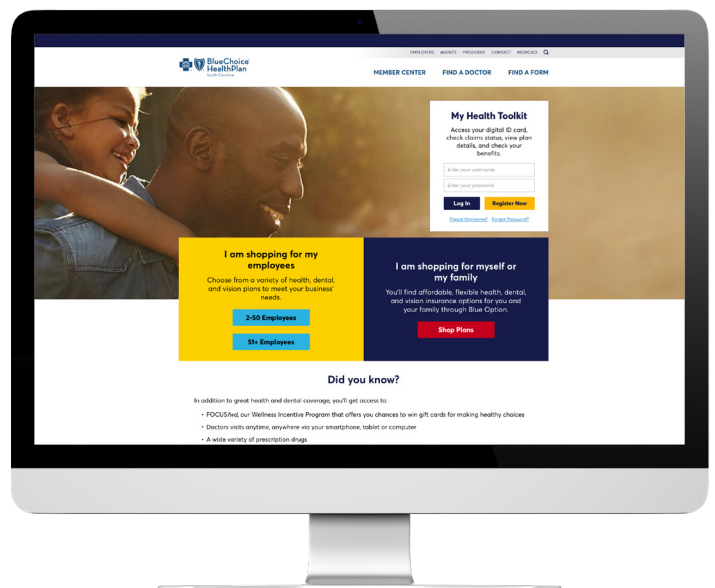 EMPLOYERS AGENTS PROVIDERS CONTACT MEDICAID
BlueChoice
HealthPlan
South Carolina
MEMBER CENTER FIND A DOCTOR FIND A FORM
My Health Toolkit
Access your digital ID card,
check claims status, view plan
details, and check your
benefits.
Enter your username
Enter your password
Log In Register Now
Forgot Username? Forgot Password?
I am shopping for my
employees
Choose from a variety of health, dental,
and vision plans to meet your business'
needs.
2-50 Employees
51+ Employees
I am shopping for myself or
my family
You'll find affordable, flexible health, dental,
and vision insurance options for you and
your family through Blue Option.
Shop Plans
Did you know?
In addition to great health and dental coverage, you'll get access to:
• FOCUSfwd, our Wellness Incentive Program that offers you chances to win gift cards for making healthy choices
• Doctors visits anytime, anywhere via your smartphone, tablet or computer
• A wide variety of prescription drugs